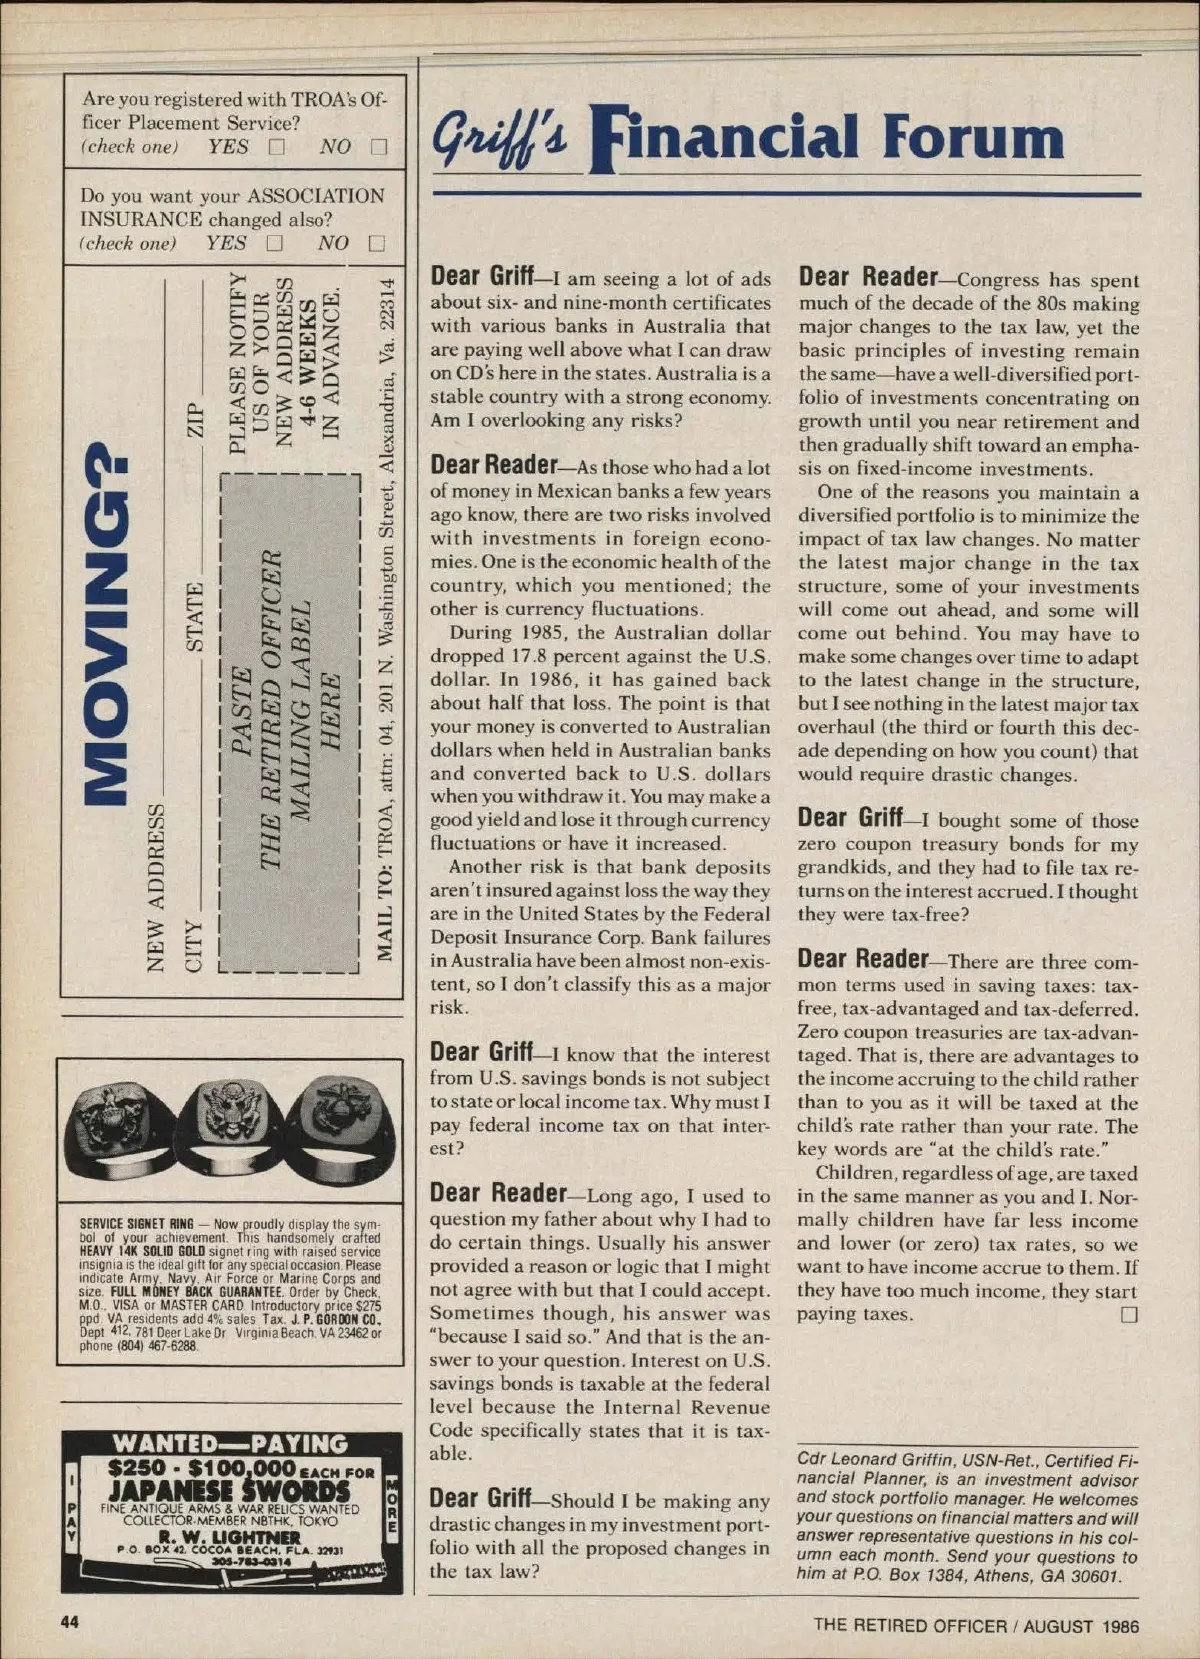 Are you registered with TROA's Of-
ficer Placement Service?
(check one) YES ☐ NO ☐
Do you want your ASSOCIATION
INSURANCE changed also?
(check one) YES ☐ NO ☐
MOVING?
NEW ADDRESS
CITY STATE ZIP
PLEASE NOTIFY
US OF YOUR
NEW ADDRESS
4-6 WEEKS
IN ADVANCE.
PASTE
THE RETIRED OFFICER
MAILING LABEL
HERE
MAIL TO: TROA, attn: 04, 201 N. Washington Street, Alexandria, Va. 22314
SERVICE SIGNET RING — Now proudly display the sym-
bol of your achievement. This handsomely crafted
HEAVY 14K SOLID GOLD signet ring with raised service
insignia is the ideal gift for any special occasion. Please
indicate Army, Navy, Air Force or Marine Corps and
size. FULL MONEY BACK GUARANTEE. Order by Check,
M.O., VISA or MASTER CARD. Introductory price $275
ppd. VA residents add 4% sales Tax. J. P. GORDON CO.,
Dept 412, 781 Deer Lake Dr. Virginia Beach, VA 23462 or
phone (804) 467-6288.
WANTED—PAYING
$250 - $100,000 EACH FOR
JAPANESE SWORDS
FINE ANTIQUE ARMS & WAR RELICS WANTED
COLLECTOR-MEMBER NBTHK, TOKYO
R. W. LIGHTNER
P.O. BOX 42, COCOA BEACH, FLA. 32931
305-783-0314
I PAY
MORE
Griff's Financial Forum
Dear Griff—I am seeing a lot of ads
about six- and nine-month certificates
with various banks in Australia that
are paying well above what I can draw
on CD's here in the states. Australia is a
stable country with a strong economy.
Am I overlooking any risks?
Dear Reader—As those who had a lot
of money in Mexican banks a few years
ago know, there are two risks involved
with investments in foreign econo-
mies. One is the economic health of the
country, which you mentioned; the
other is currency fluctuations.
During 1985, the Australian dollar
dropped 17.8 percent against the U.S.
dollar. In 1986, it has gained back
about half that loss. The point is that
your money is converted to Australian
dollars when held in Australian banks
and converted back to U.S. dollars
when you withdraw it. You may make a
good yield and lose it through currency
fluctuations or have it increased.
Another risk is that bank deposits
aren't insured against loss the way they
are in the United States by the Federal
Deposit Insurance Corp. Bank failures
in Australia have been almost non-exis-
tent, so I don't classify this as a major
risk.
Dear Griff—I know that the interest
from U.S. savings bonds is not subject
to state or local income tax. Why must I
pay federal income tax on that inter-
est?
Dear Reader—Long ago, I used to
question my father about why I had to
do certain things. Usually his answer
provided a reason or logic that I might
not agree with but that I could accept.
Sometimes though, his answer was
"because I said so." And that is the an-
swer to your question. Interest on U.S.
savings bonds is taxable at the federal
level because the Internal Revenue
Code specifically states that it is tax-
able.
Dear Griff—Should I be making any
drastic changes in my investment port-
folio with all the proposed changes in
the tax law?
Dear Reader—Congress has spent
much of the decade of the 80s making
major changes to the tax law, yet the
basic principles of investing remain
the same—have a well-diversified port-
folio of investments concentrating on
growth until you near retirement and
then gradually shift toward an empha-
sis on fixed-income investments.
One of the reasons you maintain a
diversified portfolio is to minimize the
impact of tax law changes. No matter
the latest major change in the tax
structure, some of your investments
will come out ahead, and some will
come out behind. You may have to
make some changes over time to adapt
to the latest change in the structure,
but I see nothing in the latest major tax
overhaul (the third or fourth this dec-
ade depending on how you count) that
would require drastic changes.
Dear Griff—I bought some of those
zero coupon treasury bonds for my
grandkids, and they had to file tax re-
turns on the interest accrued. I thought
they were tax-free?
Dear Reader—There are three com-
mon terms used in saving taxes: tax-
free, tax-advantaged and tax-deferred.
Zero coupon treasuries are tax-advan-
taged. That is, there are advantages to
the income accruing to the child rather
than to you as it will be taxed at the
child's rate rather than your rate. The
key words are "at the child's rate."
Children, regardless of age, are taxed
in the same manner as you and I. Nor-
mally children have far less income
and lower (or zero) tax rates, so we
want to have income accrue to them. If
they have too much income, they start
paying taxes. ☐
Cdr Leonard Griffin, USN-Ret., Certified Fi-
nancial Planner, is an investment advisor
and stock portfolio manager. He welcomes
your questions on financial matters and will
answer representative questions in his col-
umn each month. Send your questions to
him at P.O. Box 1384, Athens, GA 30601.
44
THE RETIRED OFFICER / AUGUST 1986